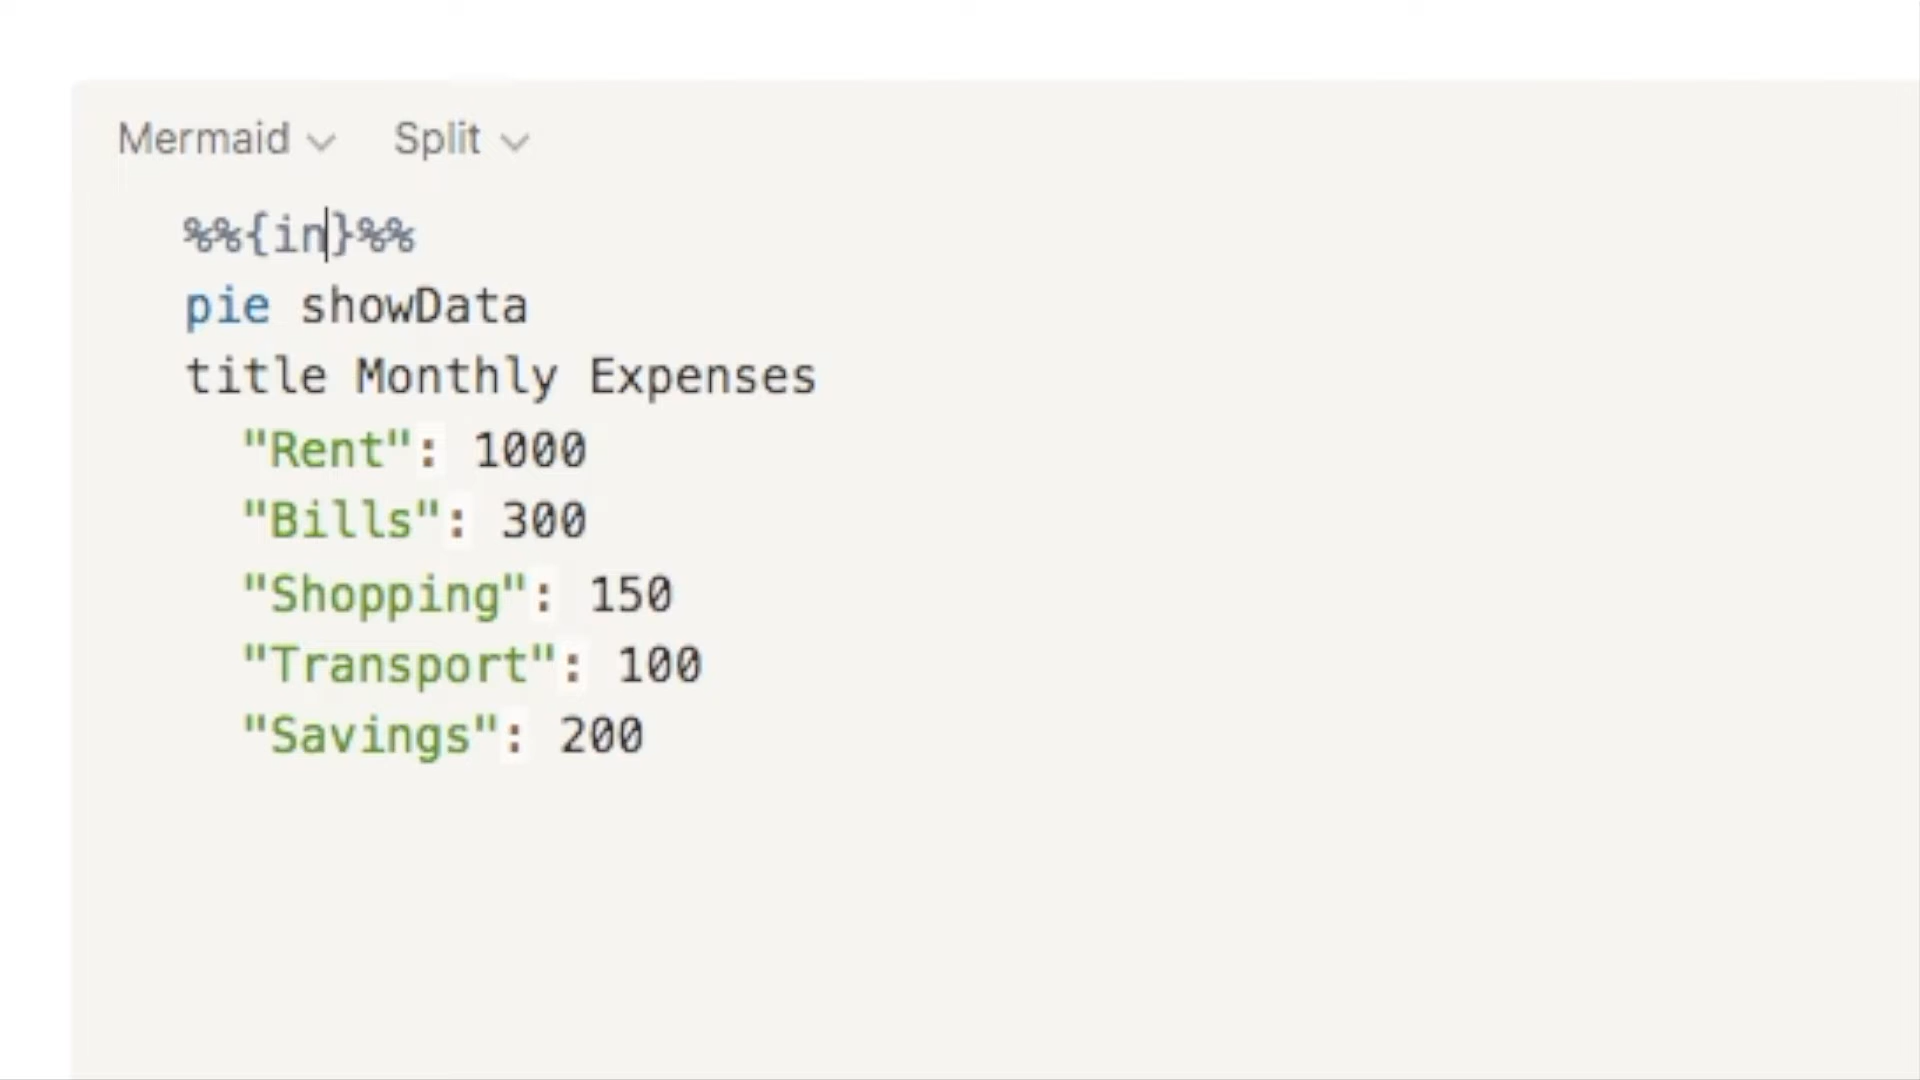 Mermaid Split
%%{in}%%
pie showData
title Monthly Expenses
"Rent": 1000
"Bills": 300
"Shopping": 150
"Transport": 100
"Savings": 200